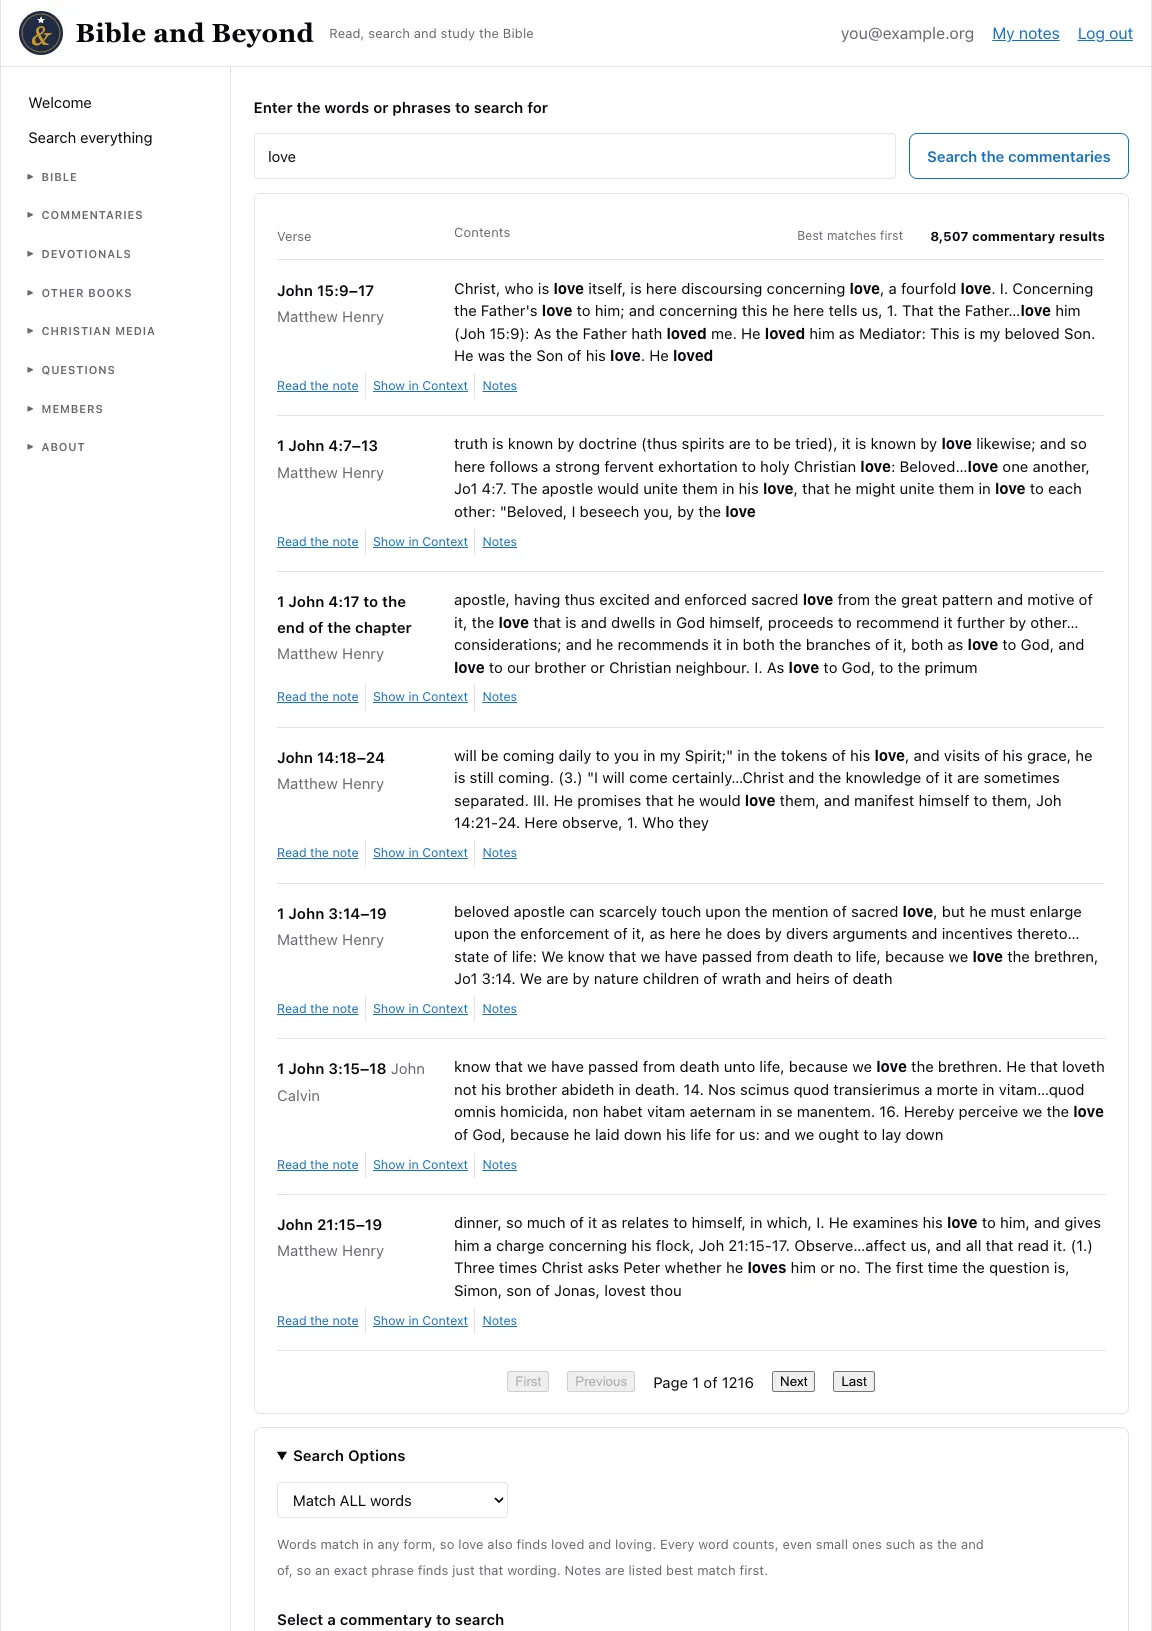 &
Bible and Beyond
Read, search and study the Bible
you@example.org My notes Log out
Welcome
Search everything
▸ BIBLE
▸ COMMENTARIES
▸ DEVOTIONALS
▸ OTHER BOOKS
▸ CHRISTIAN MEDIA
▸ QUESTIONS
▸ MEMBERS
▸ ABOUT
Enter the words or phrases to search for
love
Search the commentaries
Verse Contents Best matches first 8,507 commentary results
John 15:9–17
Matthew Henry
Christ, who is love itself, is here discoursing concerning love, a fourfold love. I. Concerning
the Father's love to him; and concerning this he here tells us, 1. That the Father...love him
(Joh 15:9): As the Father hath loved me. He loved him as Mediator: This is my beloved Son.
He was the Son of his love. He loved
Read the note Show in Context Notes
1 John 4:7–13
Matthew Henry
truth is known by doctrine (thus spirits are to be tried), it is known by love likewise; and so
here follows a strong fervent exhortation to holy Christian love: Beloved...love one another,
Jo1 4:7. The apostle would unite them in his love, that he might unite them in love to each
other: "Beloved, I beseech you, by the love
Read the note Show in Context Notes
1 John 4:17 to the
end of the chapter
Matthew Henry
apostle, having thus excited and enforced sacred love from the great pattern and motive of
it, the love that is and dwells in God himself, proceeds to recommend it further by other...
considerations; and he recommends it in both the branches of it, both as love to God, and
love to our brother or Christian neighbour. I. As love to God, to the primum
Read the note Show in Context Notes
John 14:18–24
Matthew Henry
will be coming daily to you in my Spirit;" in the tokens of his love, and visits of his grace, he
is still coming. (3.) "I will come certainly...Christ and the knowledge of it are sometimes
separated. III. He promises that he would love them, and manifest himself to them, Joh
14:21-24. Here observe, 1. Who they
Read the note Show in Context Notes
1 John 3:14–19
Matthew Henry
beloved apostle can scarcely touch upon the mention of sacred love, but he must enlarge
upon the enforcement of it, as here he does by divers arguments and incentives thereto...
state of life: We know that we have passed from death to life, because we love the brethren,
Jo1 3:14. We are by nature children of wrath and heirs of death
Read the note Show in Context Notes
1 John 3:15–18 John
Calvin
know that we have passed from death unto life, because we love the brethren. He that loveth
not his brother abideth in death. 14. Nos scimus quod transierimus a morte in vitam...quod
omnis homicida, non habet vitam aeternam in se manentem. 16. Hereby perceive we the love
of God, because he laid down his life for us: and we ought to lay down
Read the note Show in Context Notes
John 21:15–19
Matthew Henry
dinner, so much of it as relates to himself, in which, I. He examines his love to him, and gives
him a charge concerning his flock, Joh 21:15-17. Observe...affect us, and all that read it. (1.)
Three times Christ asks Peter whether he loves him or no. The first time the question is,
Simon, son of Jonas, lovest thou
Read the note Show in Context Notes
First Previous Page 1 of 1216 Next Last
▼ Search Options
Match ALL words
Words match in any form, so love also finds loved and loving. Every word counts, even small ones such as the and
of, so an exact phrase finds just that wording. Notes are listed best match first.
Select a commentary to search